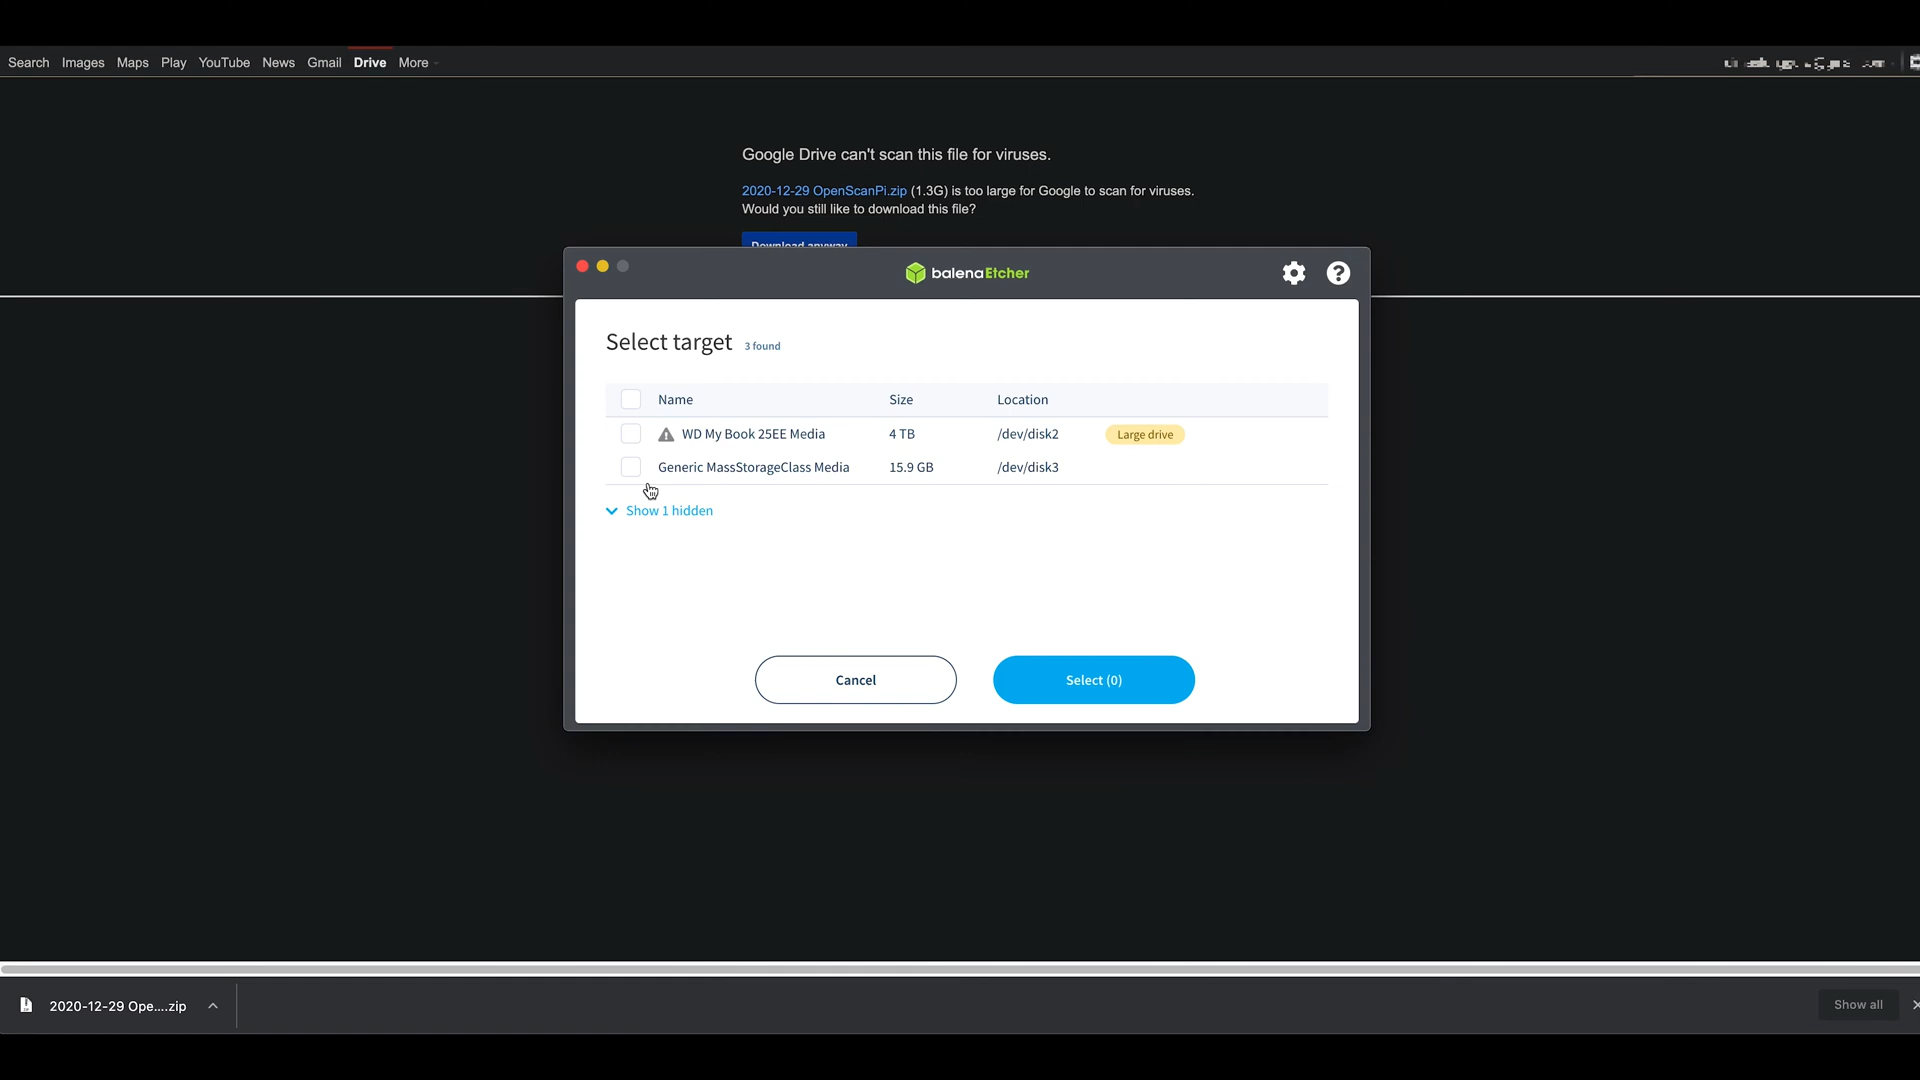 Search Images Maps Play YouTube News Gmail Drive More
Google Drive can't scan this file for viruses.
2020-12-29 OpenScanPi.zip (1.3G) is too large for Google to scan for viruses.
Would you still like to download this file?
Download anyway
balenaEtcher
Select target 3 found
Name Size Location
WD My Book 25EE Media 4 TB /dev/disk2 Large drive
Generic MassStorageClass Media 15.9 GB /dev/disk3
Show 1 hidden
Cancel Select (0)
2020-12-29 Ope....zip Show all